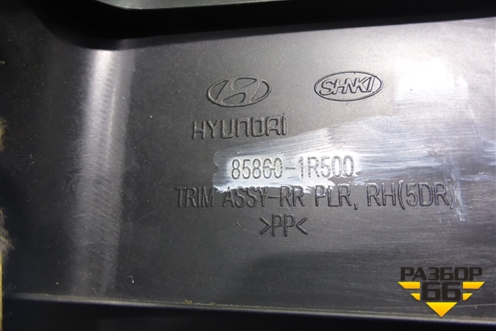 SHNKI
HYUNDAI
85860-1R500
TRIM ASSY-RR PLR, RH(5DR)
>PP<
РАЗБОР
66